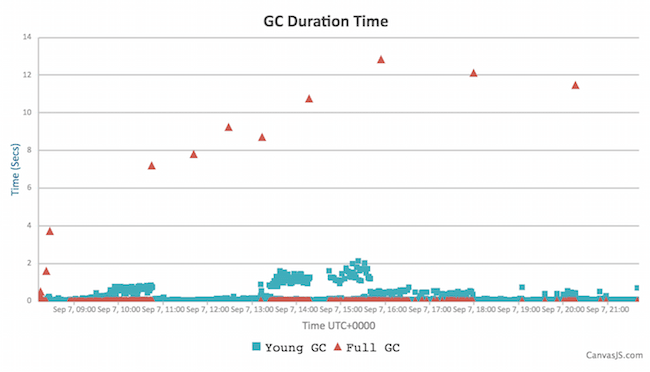 GC Duration Time
14
12
10
8
6
4
2
0
Time (Secs)
Sep 7, 09:00 Sep 7, 10:00 Sep 7, 11:00 Sep 7, 12:00 Sep 7, 13:00 Sep 7, 14:00 Sep 7, 15:00 Sep 7, 16:00 Sep 7, 17:00 Sep 7, 18:00 Sep 7, 19:00 Sep 7, 20:00 Sep 7, 21:00
Time UTC+0000
Young GC Full GC
CanvasJS.com